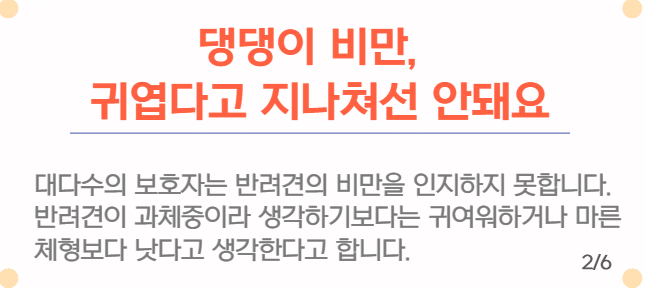 댕댕이 비만,
귀엽다고 지나쳐선 안돼요
대다수의 보호자는 반려견의 비만을 인지하지 못합니다.
반려견이 과체중이라 생각하기보다는 귀여워하거나 마른
체형보다 낫다고 생각한다고 합니다.
2/6